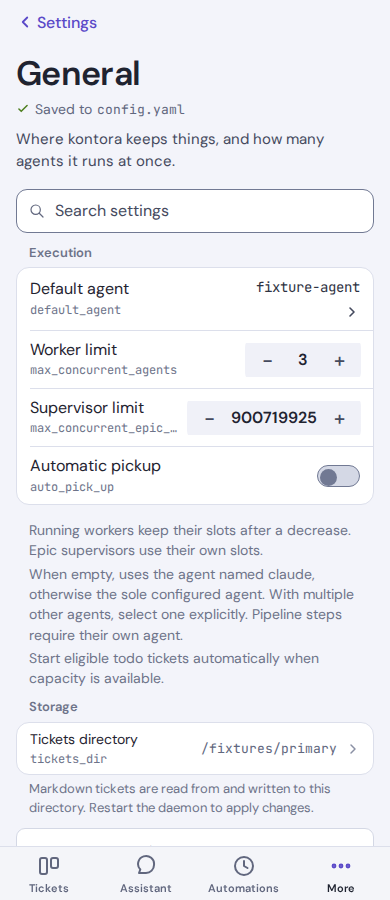 Settings
General
Saved to config.yaml
Where kontora keeps things, and how many
agents it runs at once.
Search settings
Execution
Default agent
fixture-agent
default_agent
Worker limit
max_concurrent_agents
− 3 +
Supervisor limit
max_concurrent_epic_…
− 900719925 +
Automatic pickup
auto_pick_up
Running workers keep their slots after a decrease.
Epic supervisors use their own slots.
When empty, uses the agent named claude,
otherwise the sole configured agent. With multiple
other agents, select one explicitly. Pipeline steps
require their own agent.
Start eligible todo tickets automatically when
capacity is available.
Storage
Tickets directory
tickets_dir
/fixtures/primary
Markdown tickets are read from and written to this
directory. Restart the daemon to apply changes.
Tickets
Assistant
Automations
More